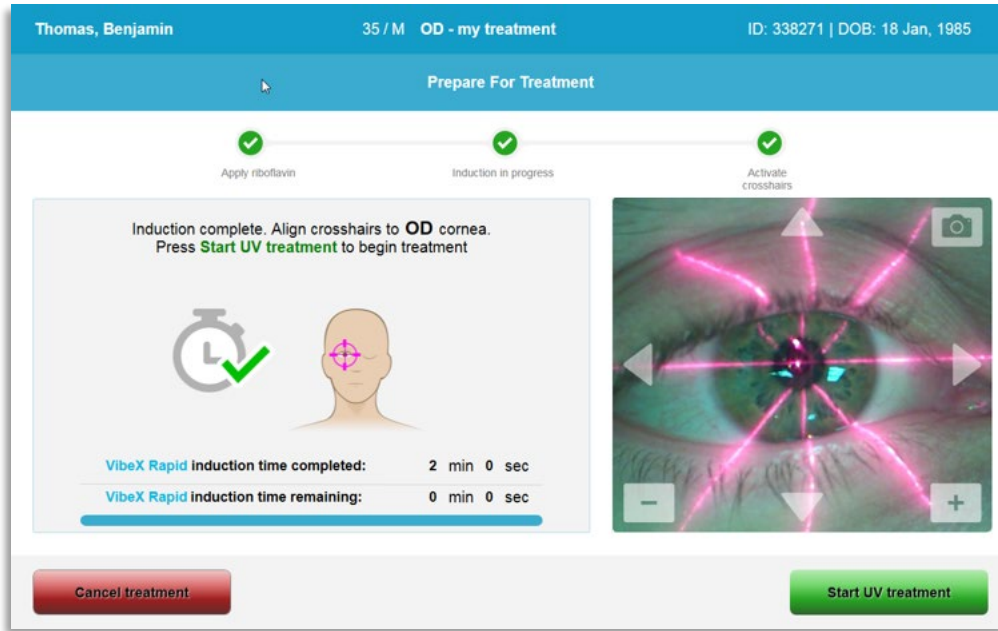 Thomas, Benjamin 35 / M OD - my treatment ID: 338271 | DOB: 18 Jan, 1985
Prepare For Treatment
Apply riboflavin Induction in progress Activate
crosshairs
Induction complete. Align crosshairs to OD cornea.
Press Start UV treatment to begin treatment
VibeX Rapid induction time completed: 2 min 0 sec
VibeX Rapid induction time remaining: 0 min 0 sec
Cancel treatment Start UV treatment